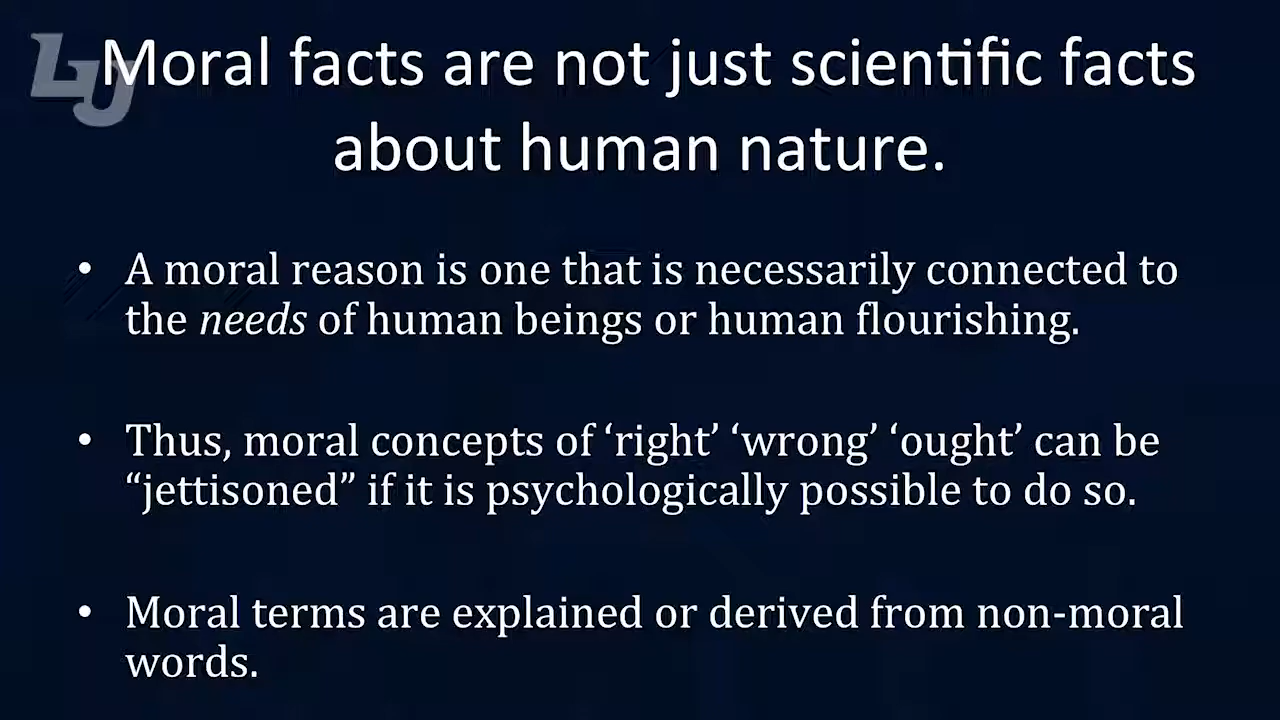 LU
Moral facts are not just scientific facts
about human nature.
• A moral reason is one that is necessarily connected to
the needs of human beings or human flourishing.
• Thus, moral concepts of ‘right’ ‘wrong’ ‘ought’ can be
“jettisoned” if it is psychologically possible to do so.
• Moral terms are explained or derived from non-moral
words.